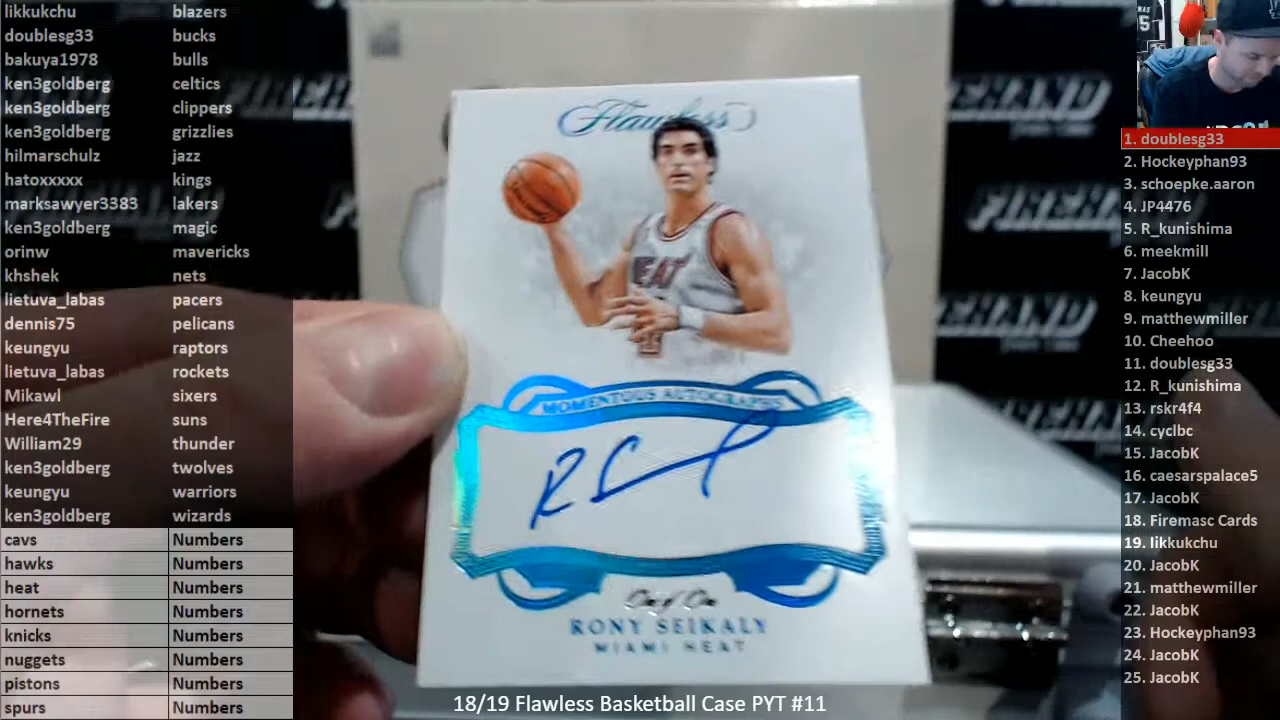 likkukchu blazers
doublesg33 bucks
bakuya1978 bulls
ken3goldberg celtics
ken3goldberg clippers
ken3goldberg grizzlies
hilmarschulz jazz
hatoxxxxx kings
marksawyer3383 lakers
ken3goldberg magic
orinw mavericks
khshek nets
lietuva_labas pacers
dennis75 pelicans
keungyu raptors
lietuva_labas rockets
Mikawl sixers
Here4TheFire suns
William29 thunder
ken3goldberg twolves
keungyu warriors
ken3goldberg wizards
cavs Numbers
hawks Numbers
heat Numbers
hornets Numbers
knicks Numbers
nuggets Numbers
pistons Numbers
spurs Numbers
FIREHAND
Flawless
HEAT
MOMENTOUS AUTOGRAPHS
RONY SEIKALY
MIAMI HEAT
18/19 Flawless Basketball Case PYT #11
1. doublesg33
2. Hockeyphan93
3. schoepke.aaron
4. JP4476
5. R_kunishima
6. meekmill
7. JacobK
8. keungyu
9. matthewmiller
10. Cheehoo
11. doublesg33
12. R_kunishima
13. rskr4f4
14. cyclbc
15. JacobK
16. caesarspalace5
17. JacobK
18. Firemasc Cards
19. likkukchu
20. JacobK
21. matthewmiller
22. JacobK
23. Hockeyphan93
24. JacobK
25. JacobK